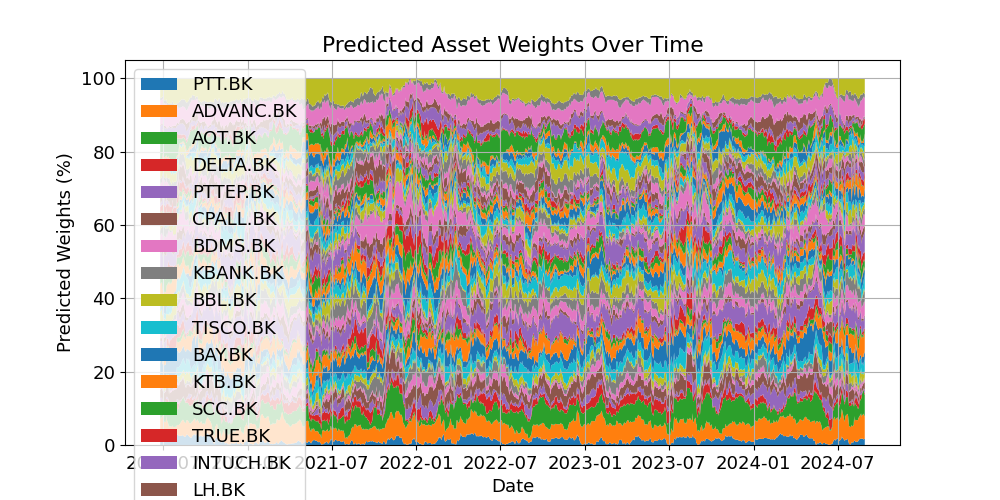 Predicted Asset Weights Over Time
Predicted Weights (%)
100
80
60
40
20
0
PTT.BK
ADVANC.BK
AOT.BK
DELTA.BK
PTTEP.BK
CPALL.BK
BDMS.BK
KBANK.BK
BBL.BK
TISCO.BK
BAY.BK
KTB.BK
SCC.BK
TRUE.BK
INTUCH.BK
LH.BK
2021-07 2022-01 2022-07 2023-01 2023-07 2024-01 2024-07
Date